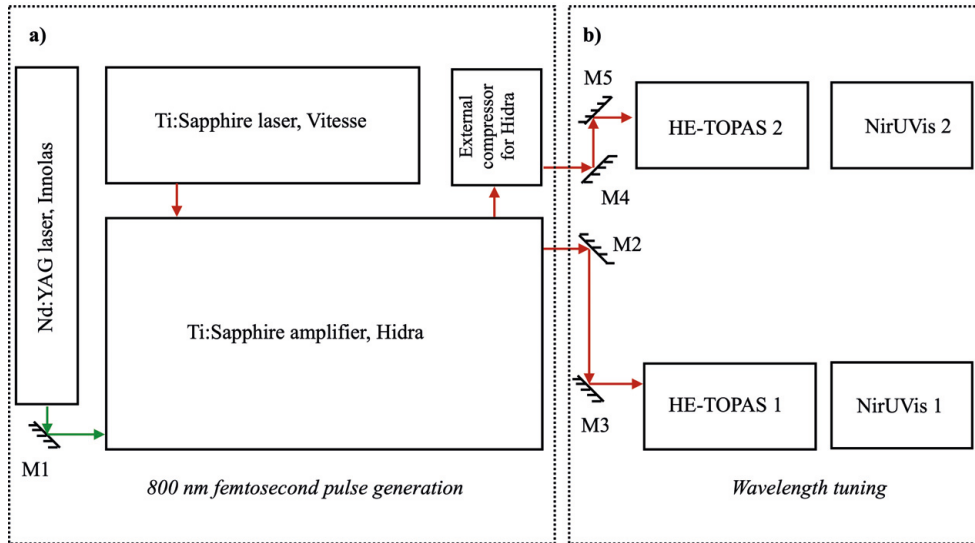 a)
Nd:YAG laser, Innolas
Ti:Sapphire laser, Vitesse
External
compressor
for Hidra
Ti:Sapphire amplifier, Hidra
M1
800 nm femtosecond pulse generation
b)
M5
HE-TOPAS 2
NirUVis 2
M4
M2
M3
HE-TOPAS 1
NirUVis 1
Wavelength tuning